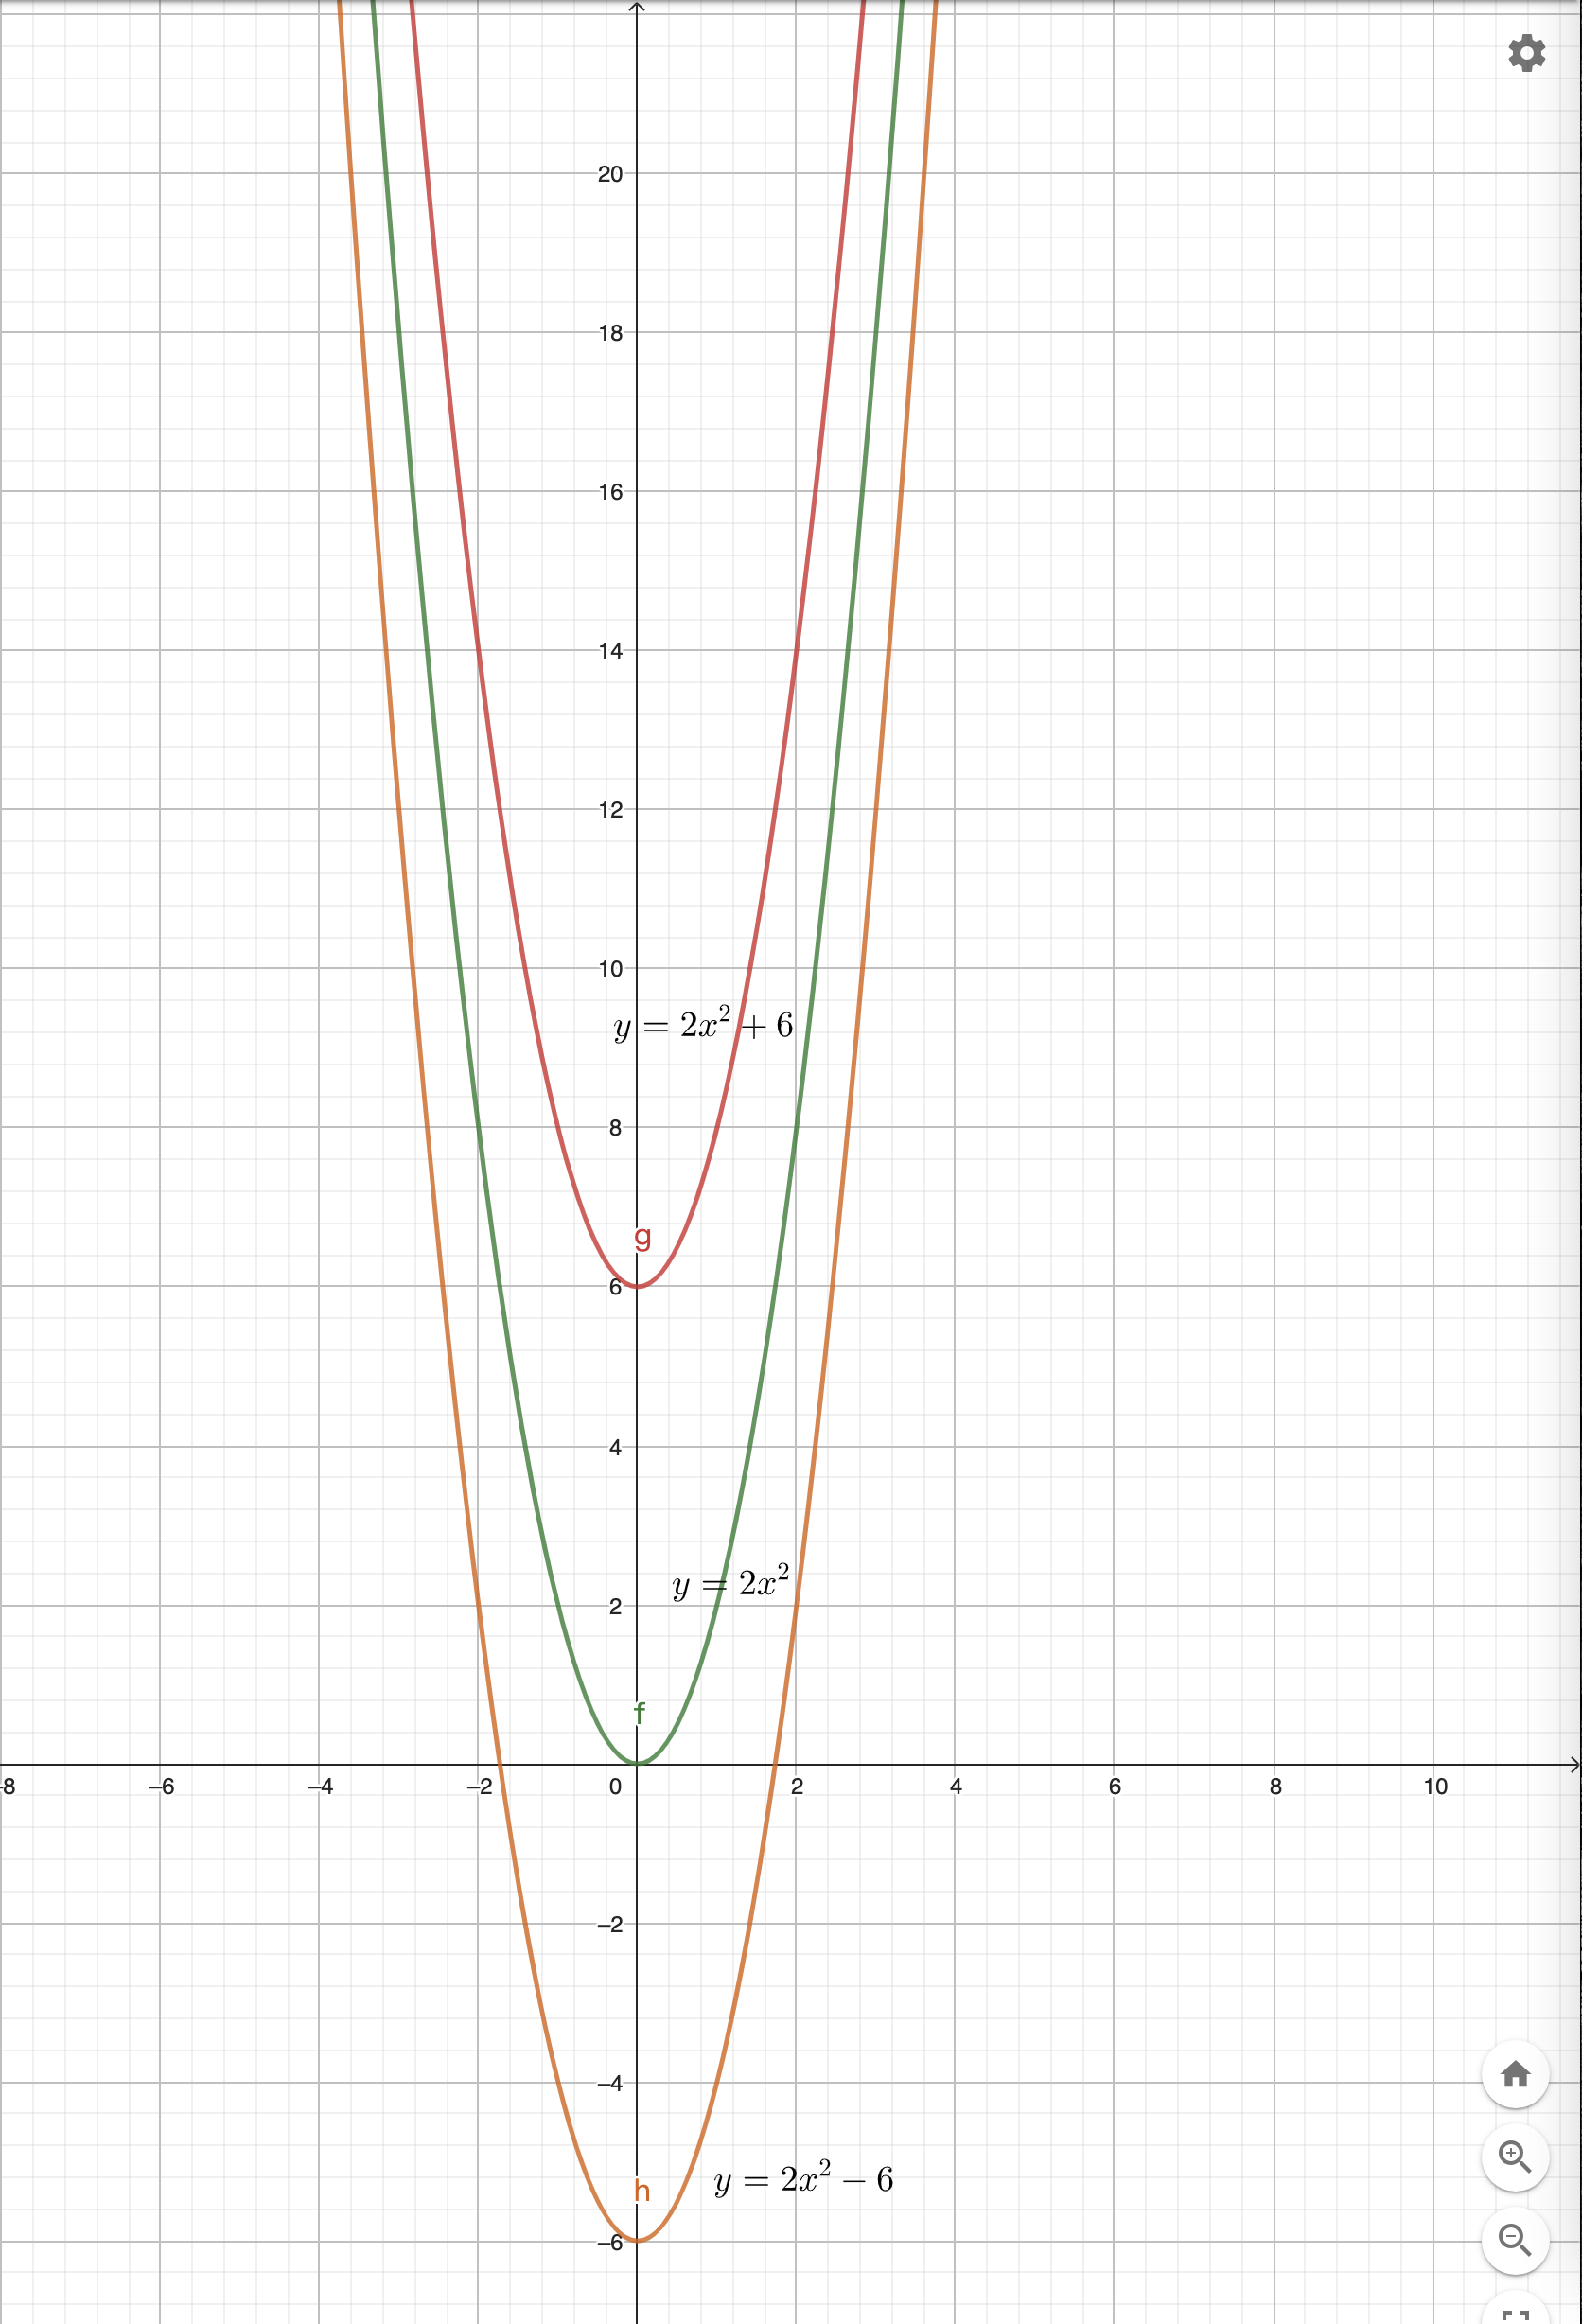 20
18
16
14
12
10
y = 2x² + 6
8
g
6
4
y = 2x²
2
f
–8 –6 –4 –2 0 2 4 6 8 10
–2
–4
y = 2x² – 6
h
–6